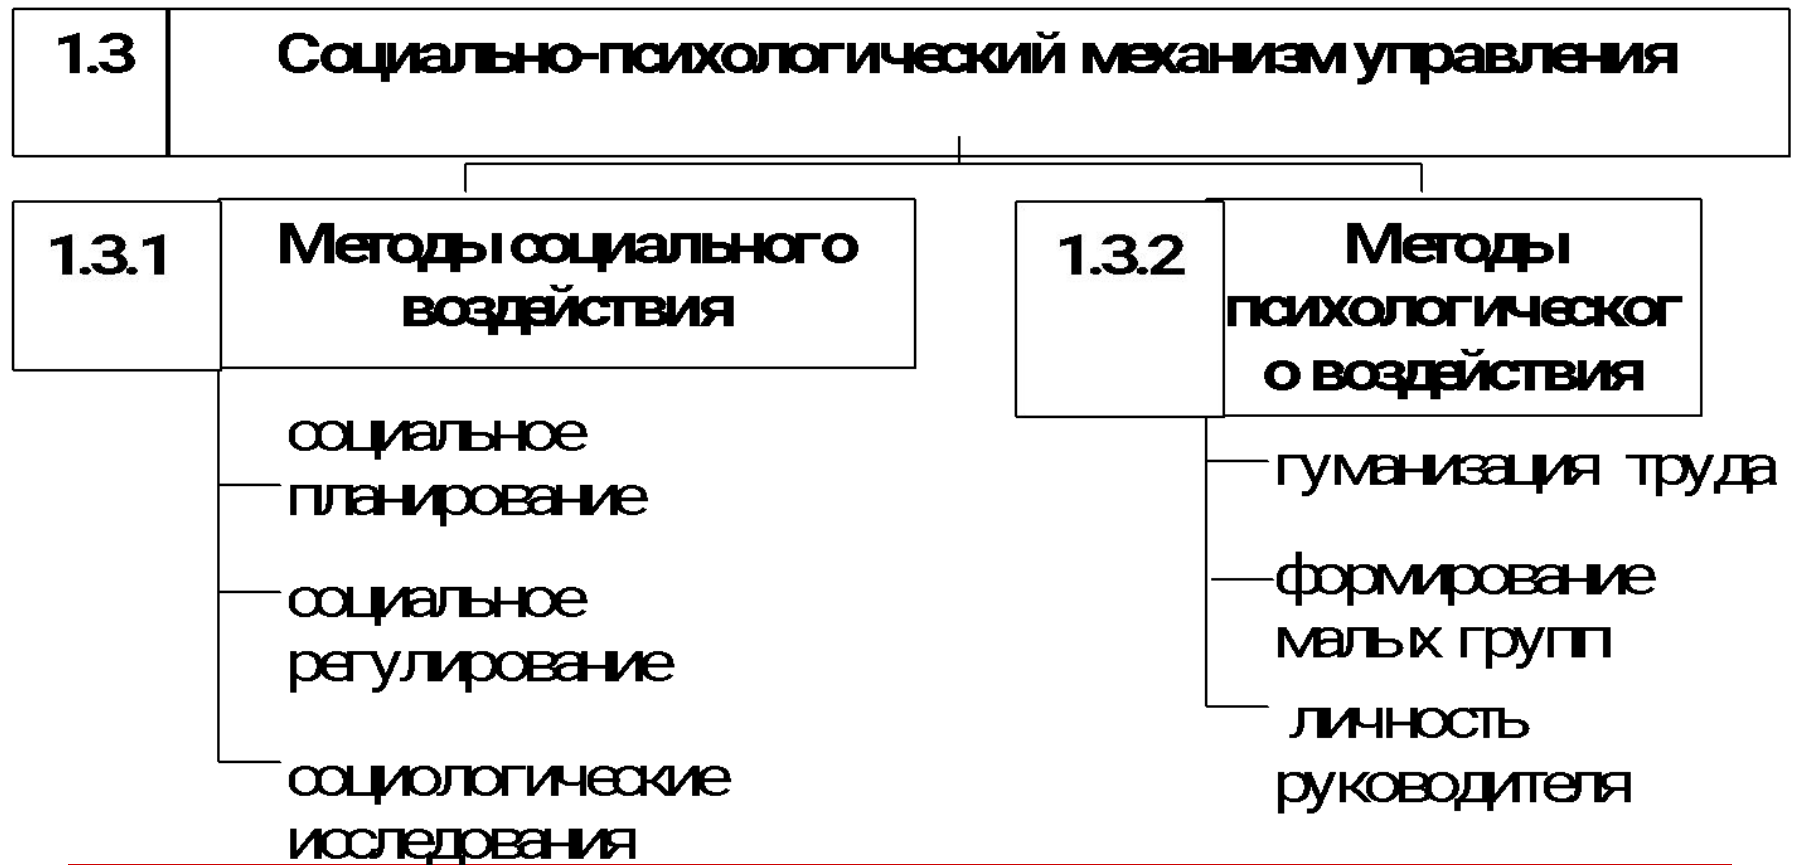 1.3 Социально-психологический механизм управления
1.3.1 Методы социального
воздействия
социальное
планирование
социальное
регулирование
социологические
исследования
1.3.2 Методы
психологическог
о воздействия
гуманизация труда
формирование
малых групп
личность
руководителя